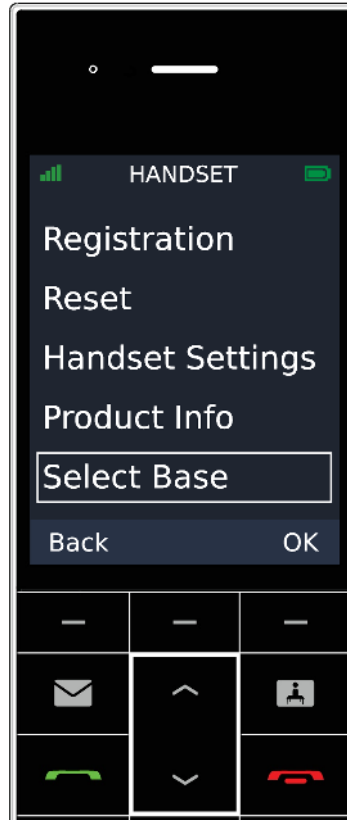 HANDSET
Registration
Reset
Handset Settings
Product Info
Select Base
Back OK